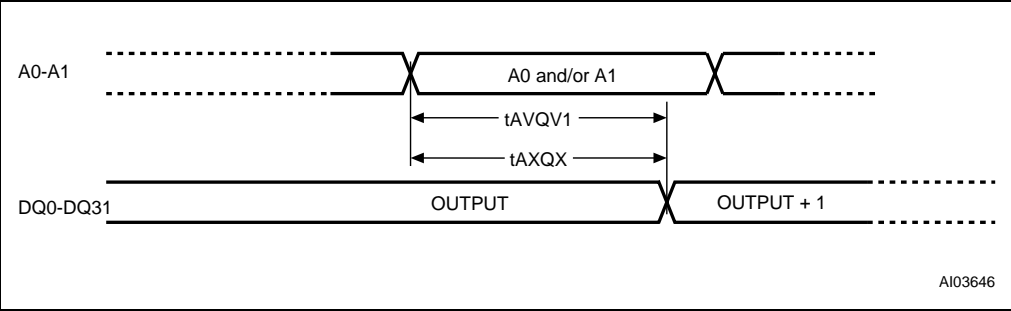 A0-A1
A0 and/or A1
tAVQV1
tAXQX
DQ0-DQ31
OUTPUT
OUTPUT + 1
AI03646